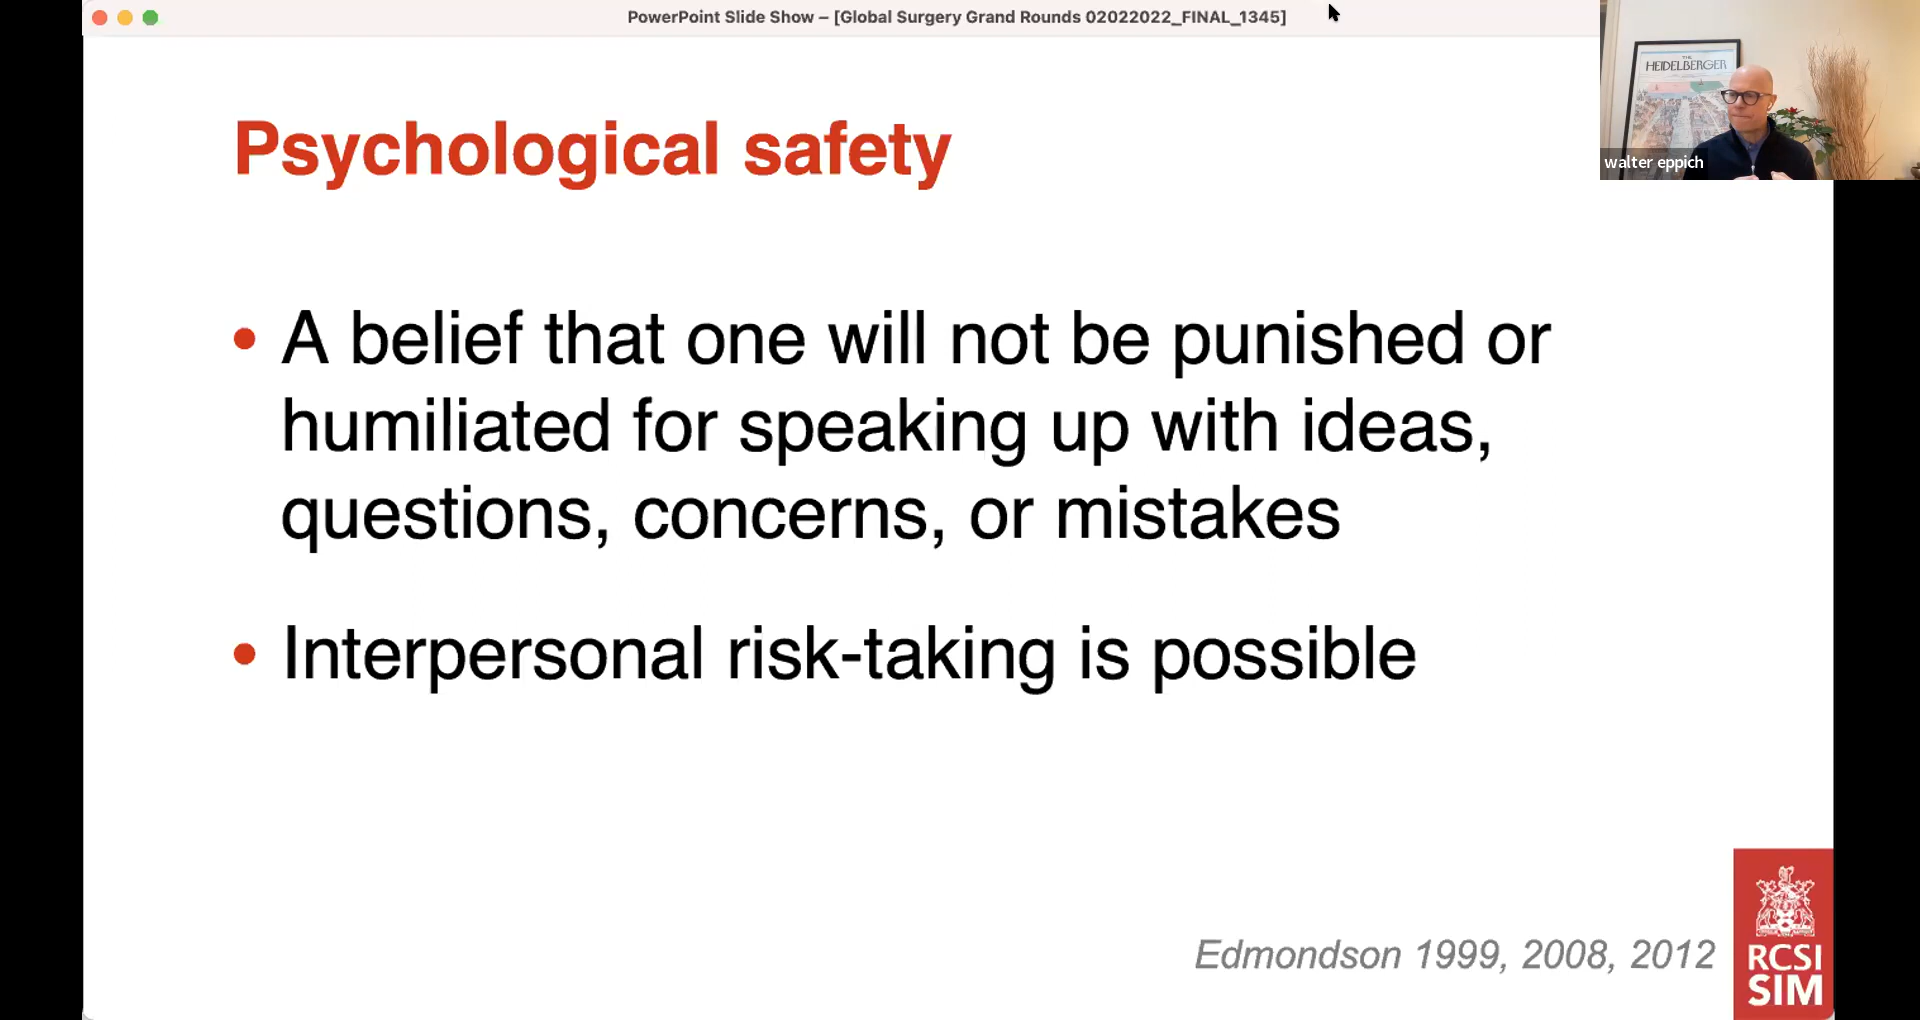 PowerPoint Slide Show – [Global Surgery Grand Rounds 02022022_FINAL_1345]
THE
HEIDELBERGER
walter eppich
Psychological safety
• A belief that one will not be punished or
humiliated for speaking up with ideas,
questions, concerns, or mistakes
• Interpersonal risk-taking is possible
Edmondson 1999, 2008, 2012
RCSI
SIM